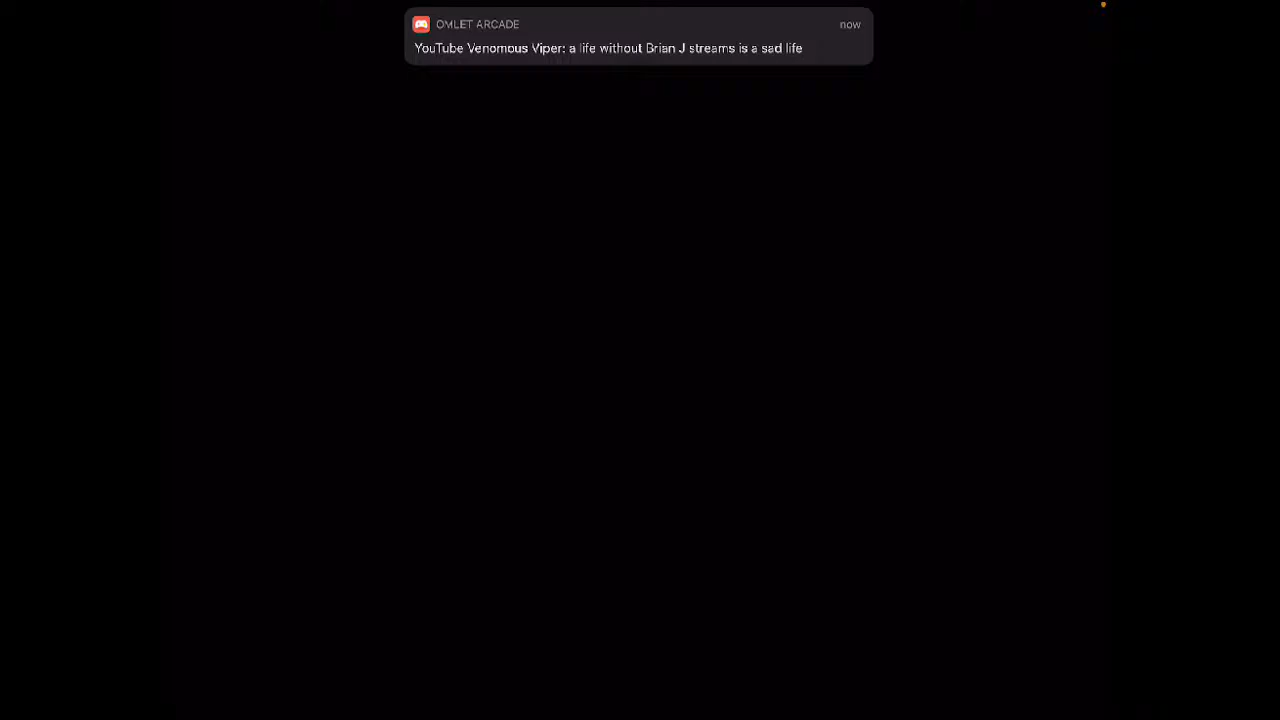 OMLET ARCADE now
YouTube Venomous Viper: a life without Brian J streams is a sad life